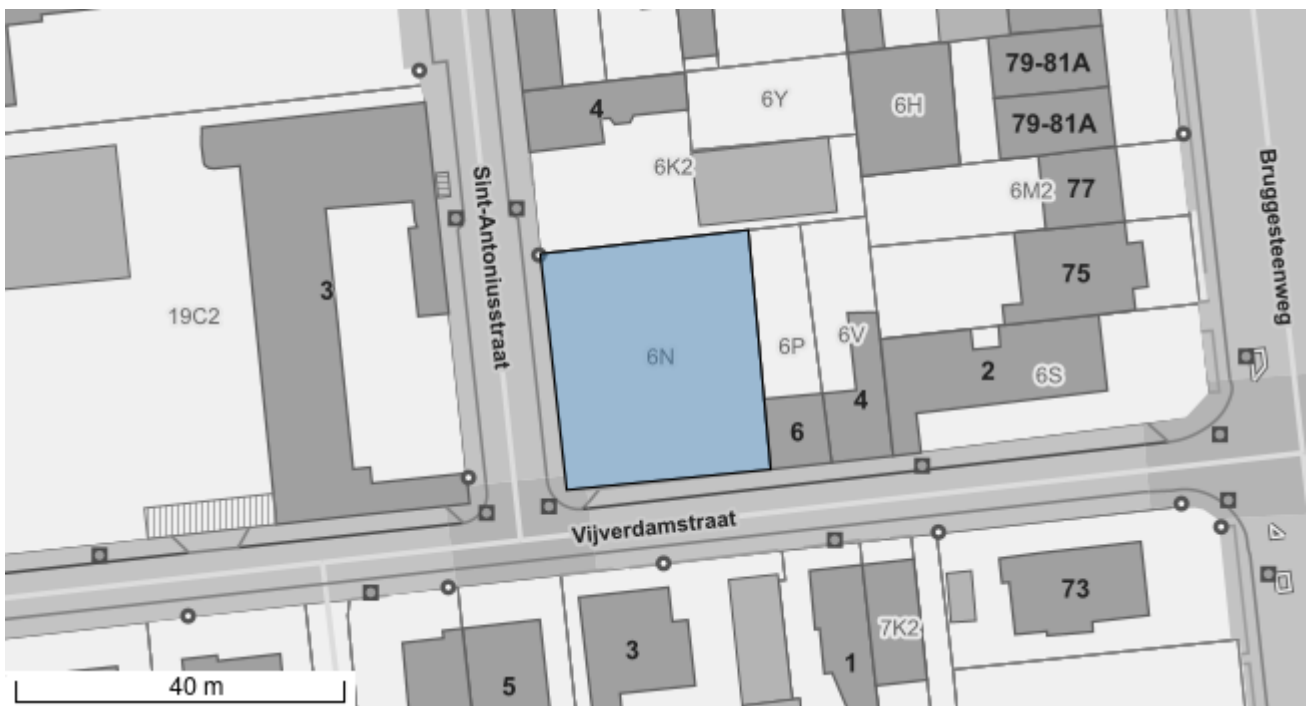 79-81A
6Y
6H
4
79-81A
6K2
77
6M2
Sint-Antoniusstraat
Bruggesteenweg
75
3
19C2
6V
6P
6N
2
6S
4
6
Vijverdamstraat
73
7K2
3
1
5
40 m